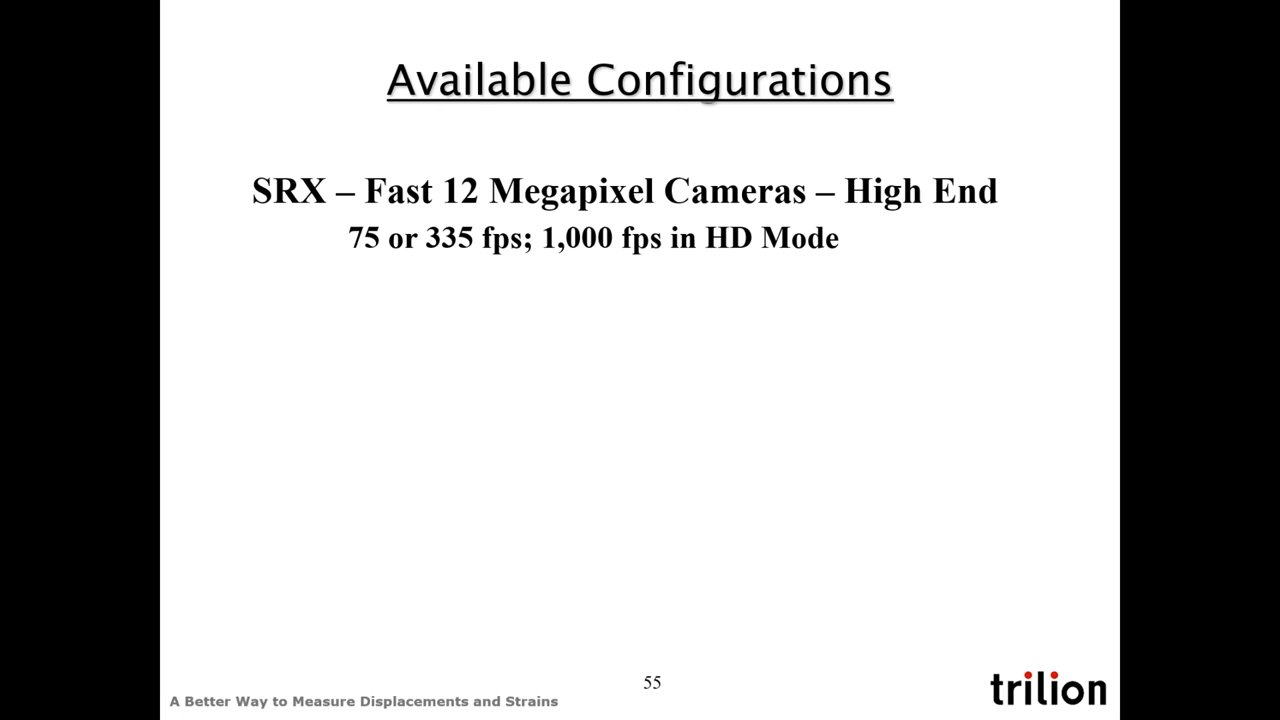 Available Configurations
SRX – Fast 12 Megapixel Cameras – High End
75 or 335 fps; 1,000 fps in HD Mode
55
A Better Way to Measure Displacements and Strains
trilion